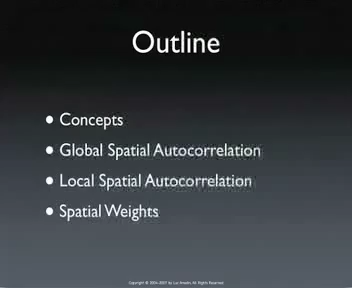 Outline
• Concepts
• Global Spatial Autocorrelation
• Local Spatial Autocorrelation
• Spatial Weights
Copyright © 2004-2007 by Luc Anselin, All Rights Reserved